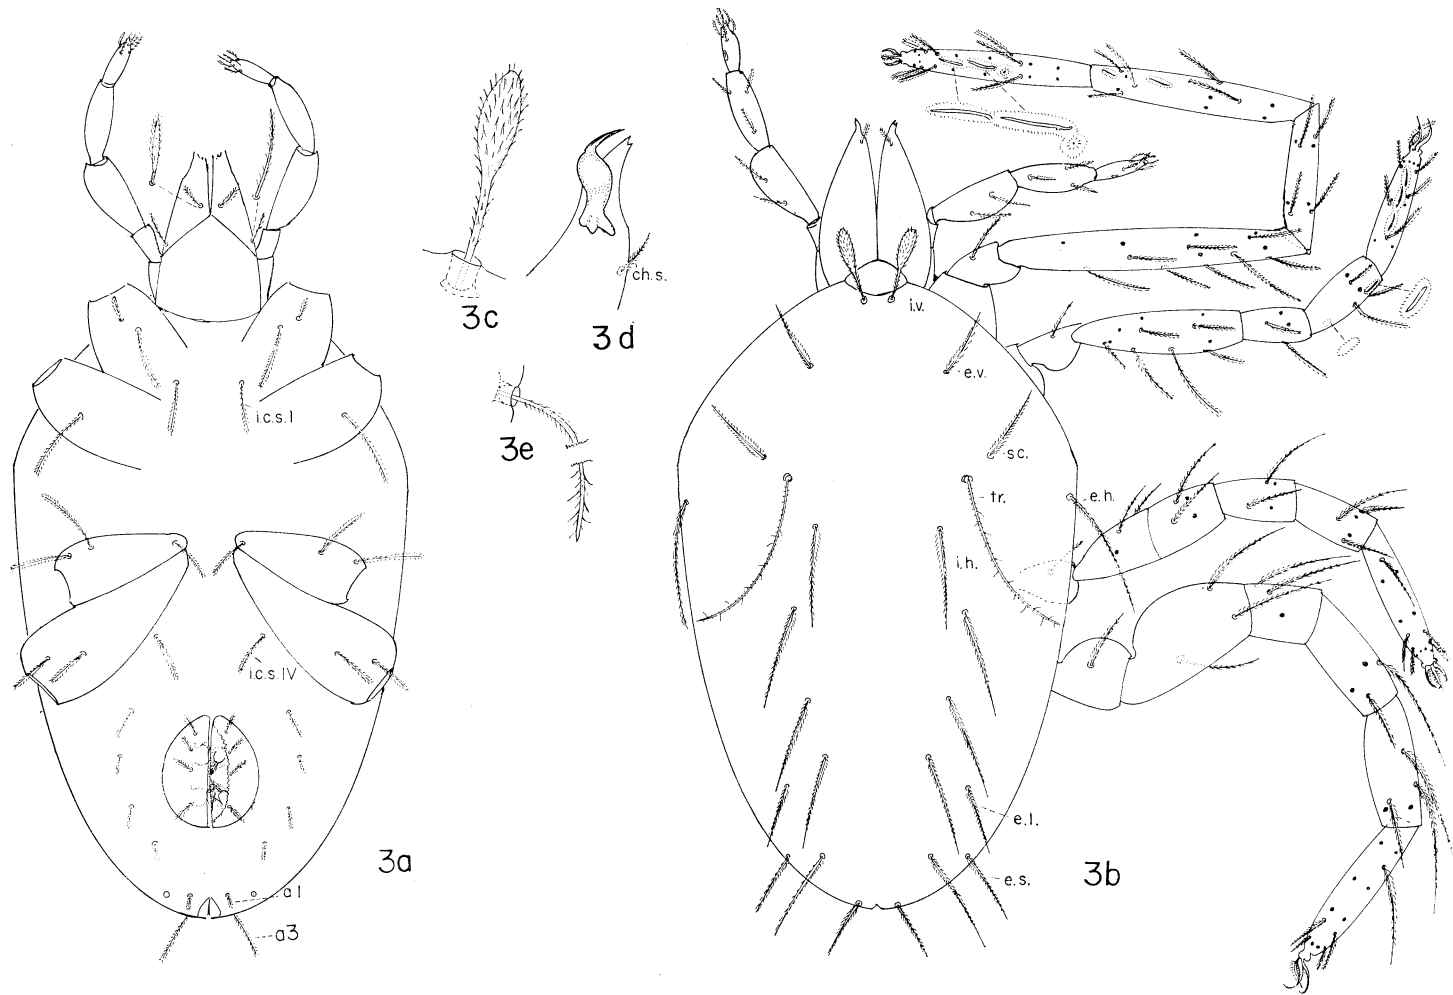 3c
3d
ch.s.
3e
i.c.s.I
i.c.s.IV
3a
a1
a3
i.v.
e.v.
sc.
tr.
e.h.
i.h.
e.l.
e.s.
3b